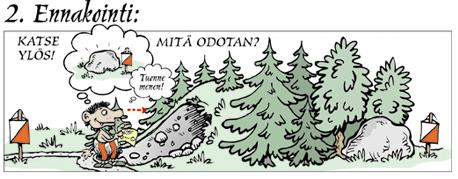 2. Ennakointi:
KATSE
YLÖS!
MITÄ ODOTAN?
Tuonne
menen!